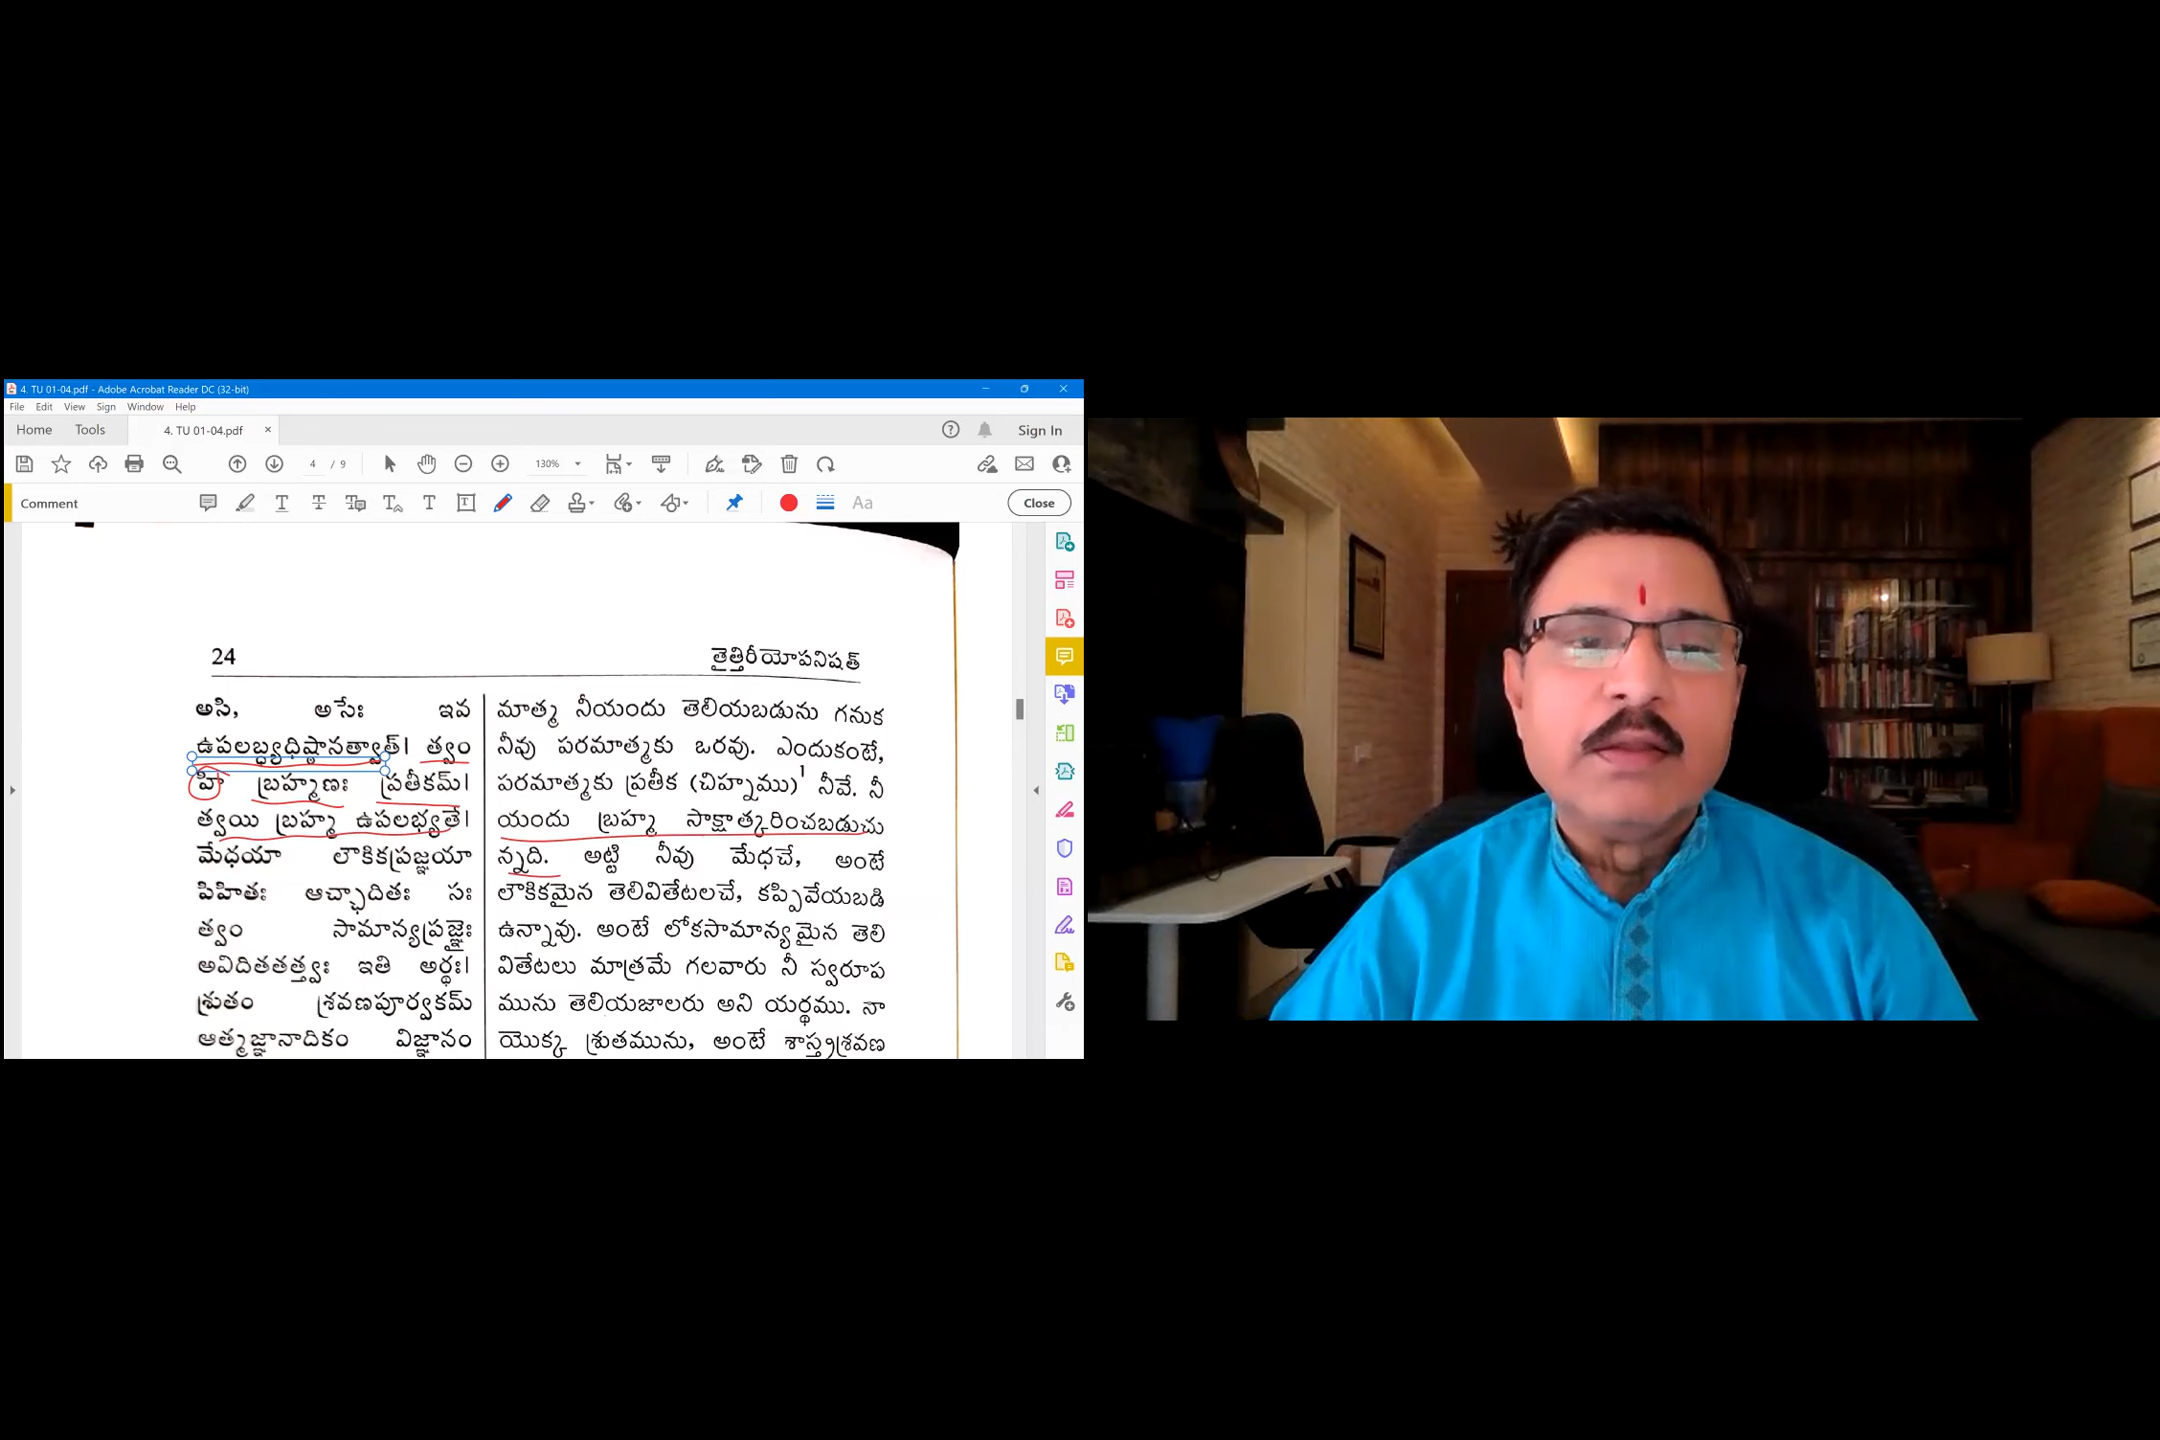 4. TU 01-04.pdf - Adobe Acrobat Reader DC (32-bit)
File Edit View Sign Window Help
Home Tools 4. TU 01-04.pdf × Sign In
4 / 9 130%
Comment Aa Close
24 తైత్తిరీయోపనిషత్
అసి, అసేః ఇవ
ఉపలబ్ధ్యధిష్ఠానత్వాత్। త్వం
హి బ్రహ్మణః ప్రతీకమ్।
త్వయి బ్రహ్మ ఉపలభ్యతే।
మేధయా లౌకికప్రజ్ఞయా
పిహితః ఆచ్ఛాదితః సః
త్వం సామాన్యప్రజ్ఞైః
అవిదితతత్త్వః ఇతి అర్థః।
శ్రుతం శ్రవణపూర్వకమ్
ఆత్మజ్ఞానాదికం విజ్ఞానం
మాత్మ నీయందు తెలియబడును గనుక
నీవు పరమాత్మకు ఒరవు. ఎందుకంటే,
పరమాత్మకు ప్రతీక (చిహ్నము)1 నీవే. నీ
యందు బ్రహ్మ సాక్షాత్కరించబడుచు
న్నది. అట్టి నీవు మేధచే, అంటే
లౌకికమైన తెలివితేటలచే, కప్పివేయబడి
ఉన్నావు. అంటే లోకసామాన్యమైన తెలి
వితేటలు మాత్రమే గలవారు నీ స్వరూప
మును తెలియజాలరు అని యర్థము. నా
యొక్క శ్రుతమును, అంటే శాస్త్రశ్రవణ